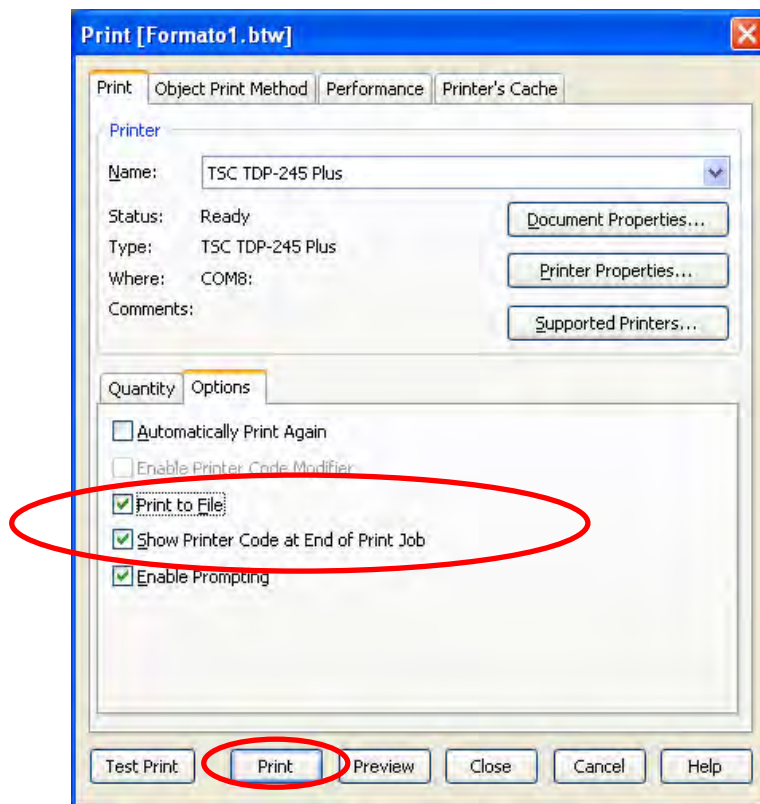 Print [Formato1.btw]
Print Object Print Method Performance Printer's Cache
Printer
Name: TSC TDP-245 Plus
Status: Ready
Document Properties...
Type: TSC TDP-245 Plus
Where: COM8:
Printer Properties...
Comments:
Supported Printers...
Quantity Options
Automatically Print Again
Enable Printer Code Modifier
Print to File
Show Printer Code at End of Print Job
Enable Prompting
Test Print Print Preview Close Cancel Help